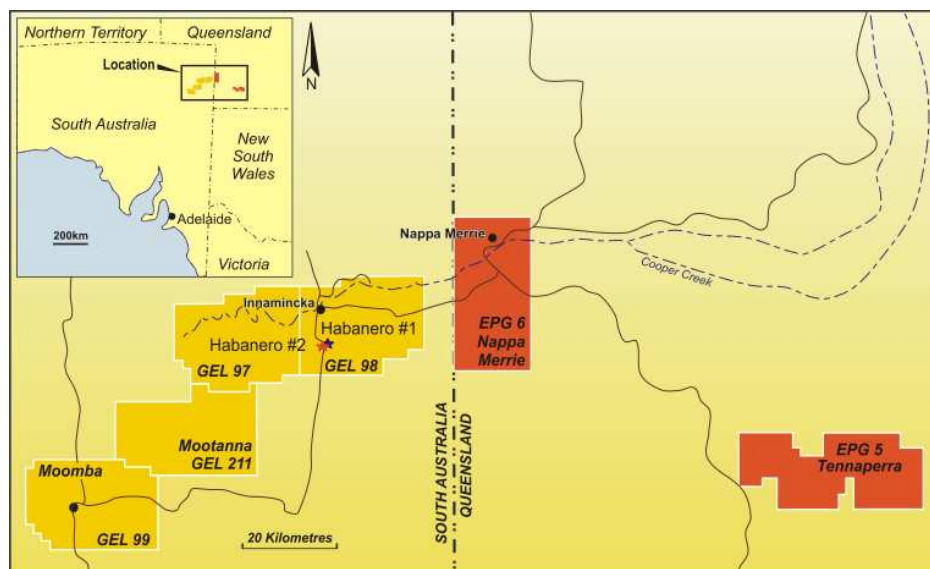 Northern Territory
Queensland
Location
South Australia
New
South
Wales
Adelaide
200km
Victoria
N
Nappa Merrie
Cooper Creek
Innamincka
Habanero #1
Habanero #2
GEL 97
GEL 98
EPG 6
Nappa
Merrie
SOUTH AUSTRALIA
QUEENSLAND
Mootanna
GEL 211
Moomba
GEL 99
EPG 5
Tennaperra
20 Kilometres